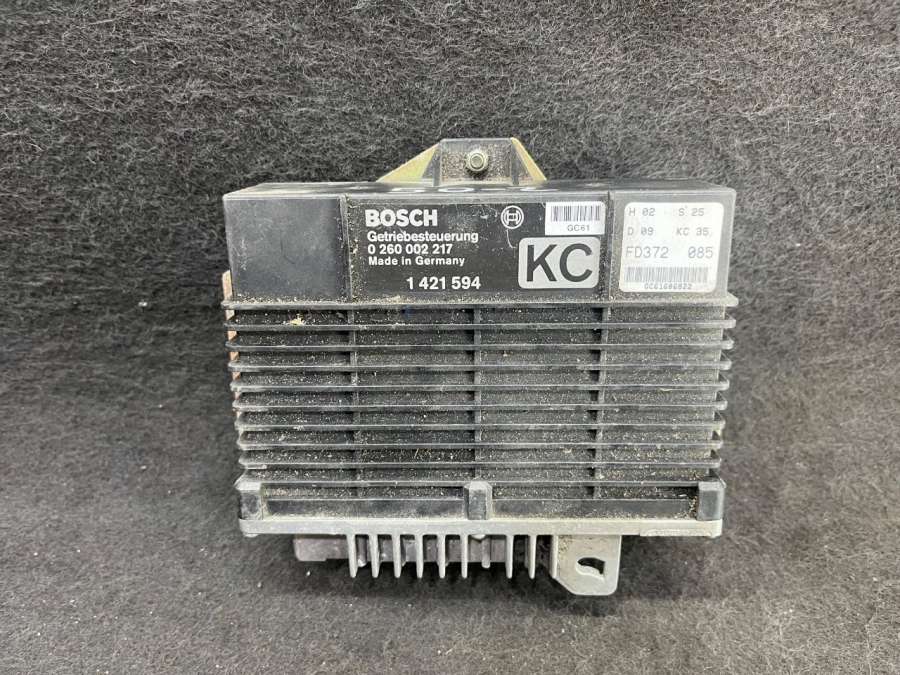 BOSCH
Getriebesteuerung
0 260 002 217
Made in Germany
1 421 594
GC61
KC
H 02 S 25
D 09 KC 35
FD372 085
GC61686822